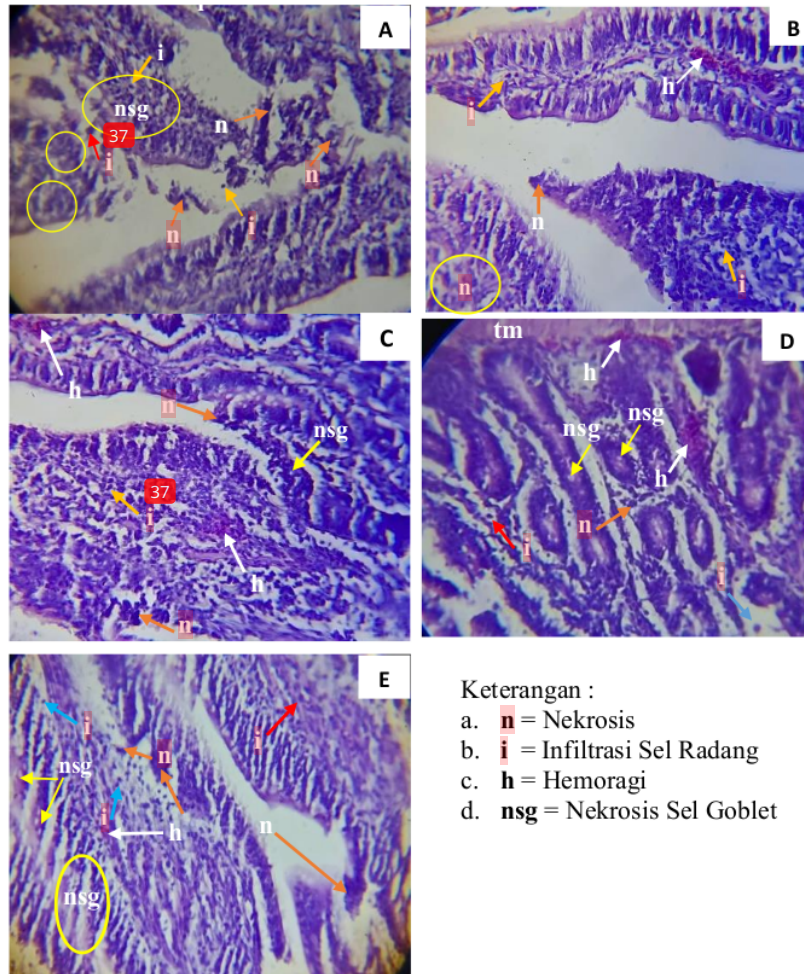 A
i
nsg
n
37
i
n
n
i
B
h
i
n
n
i
C
h
n
nsg
37
i
h
n
tm
D
h
nsg
nsg
h
n
i
i
E
i
n
i
nsg
i
h
n
nsg
Keterangan :
a. n = Nekrosis
b. i = Infiltrasi Sel Radang
c. h = Hemoragi
d. nsg = Nekrosis Sel Goblet